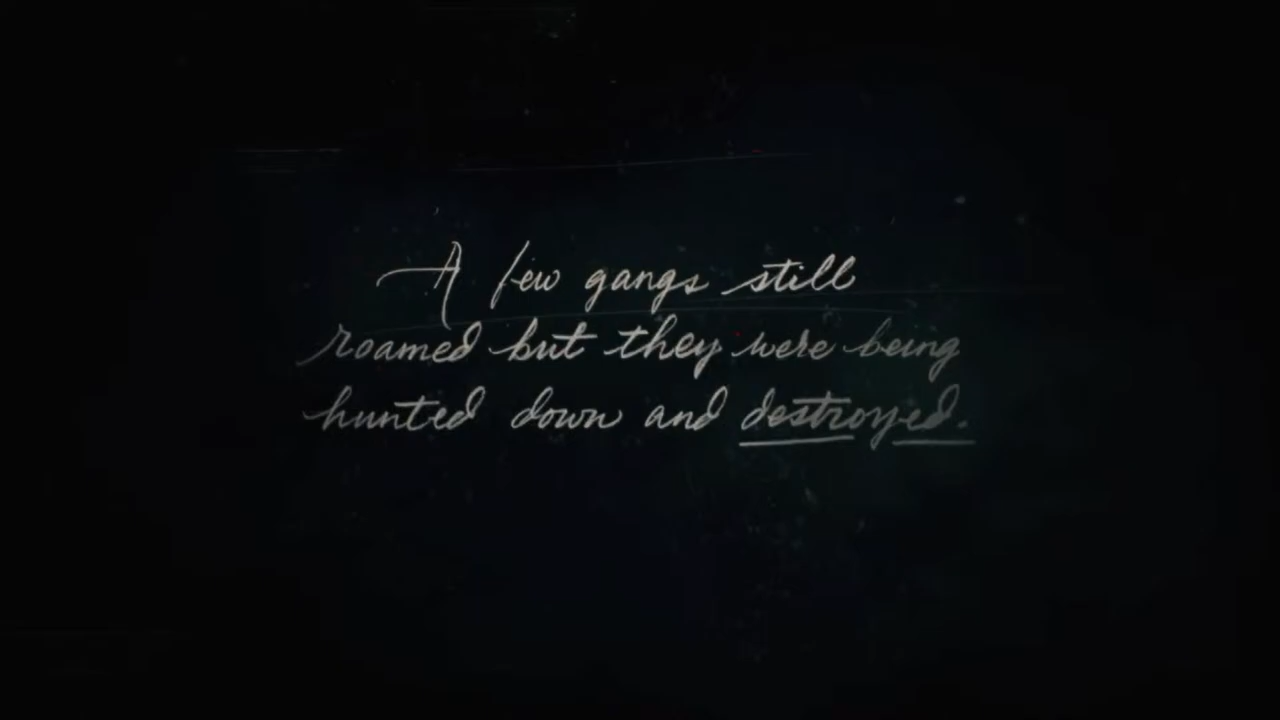 A few gangs still
roamed but they were being
hunted down and destroyed.